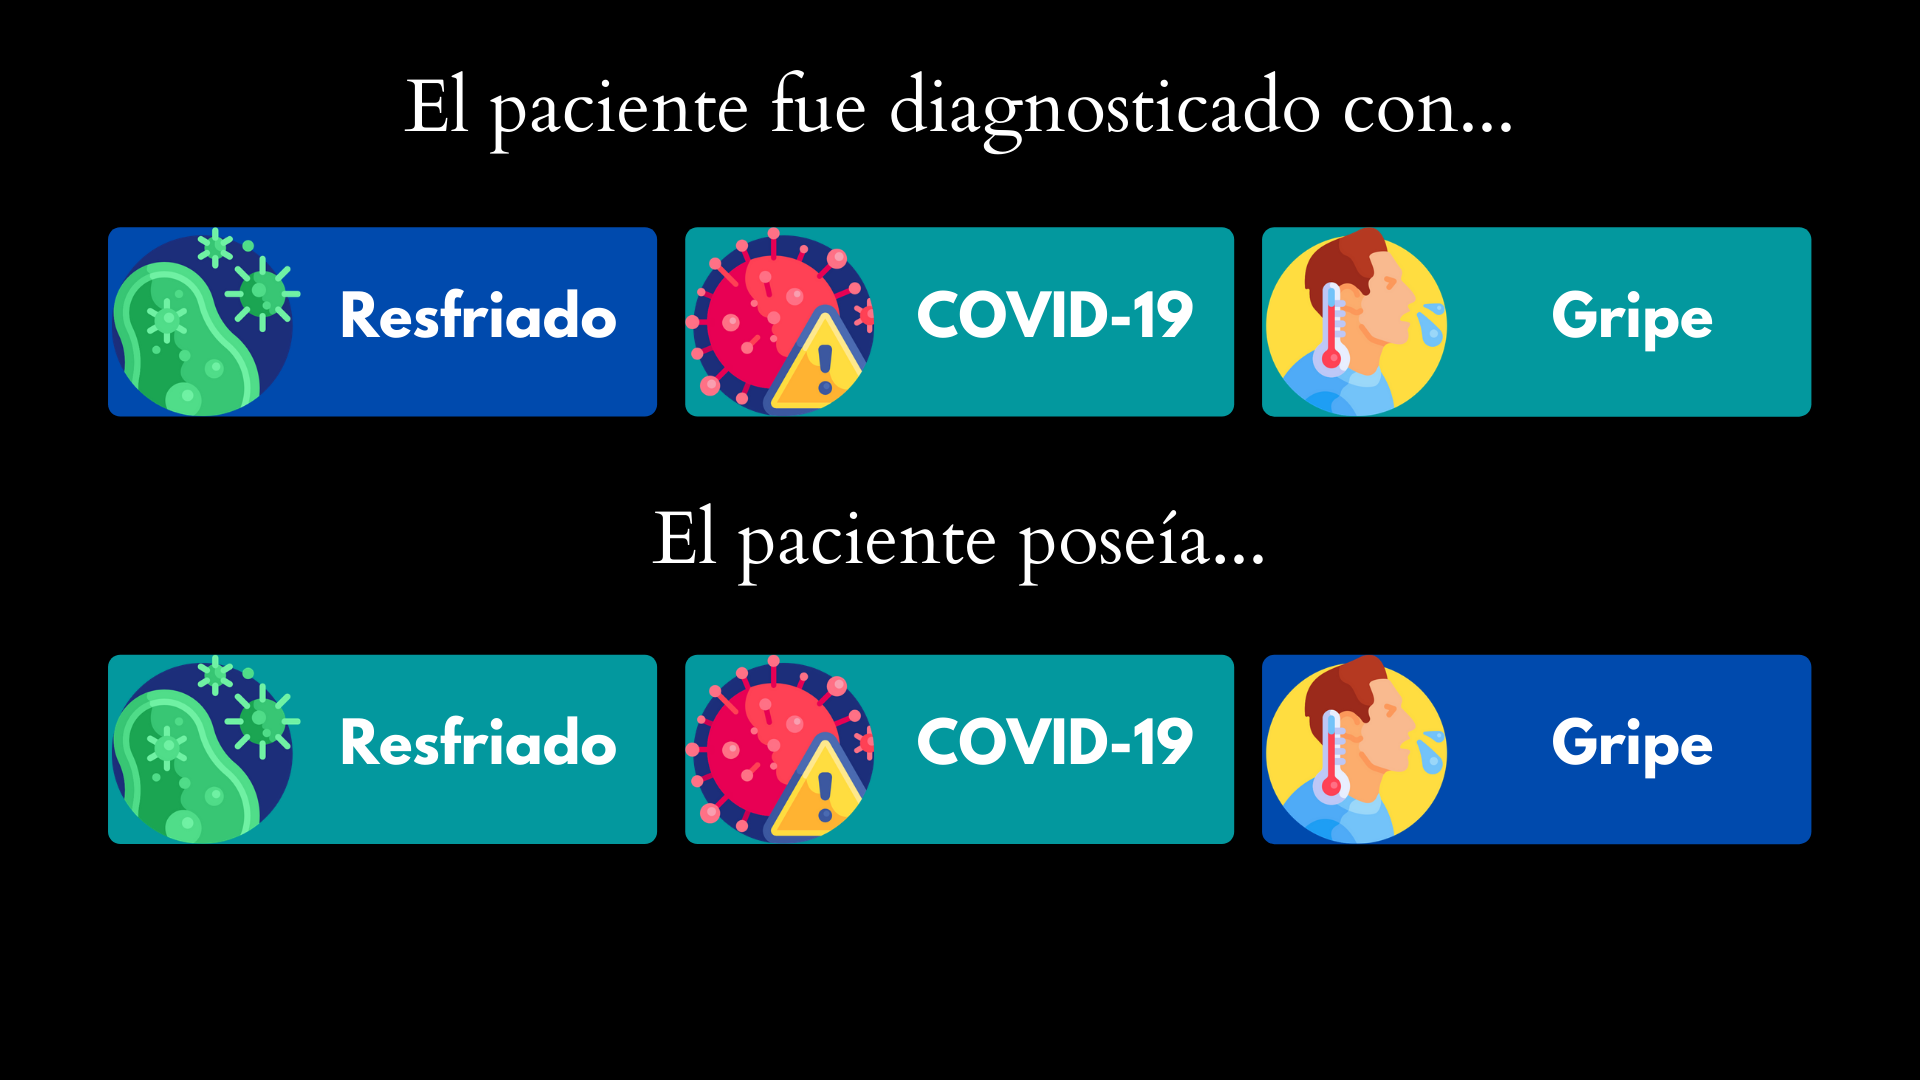 El paciente fue diagnosticado con...
Resfriado
COVID-19
Gripe
El paciente poseía...
Resfriado
COVID-19
Gripe